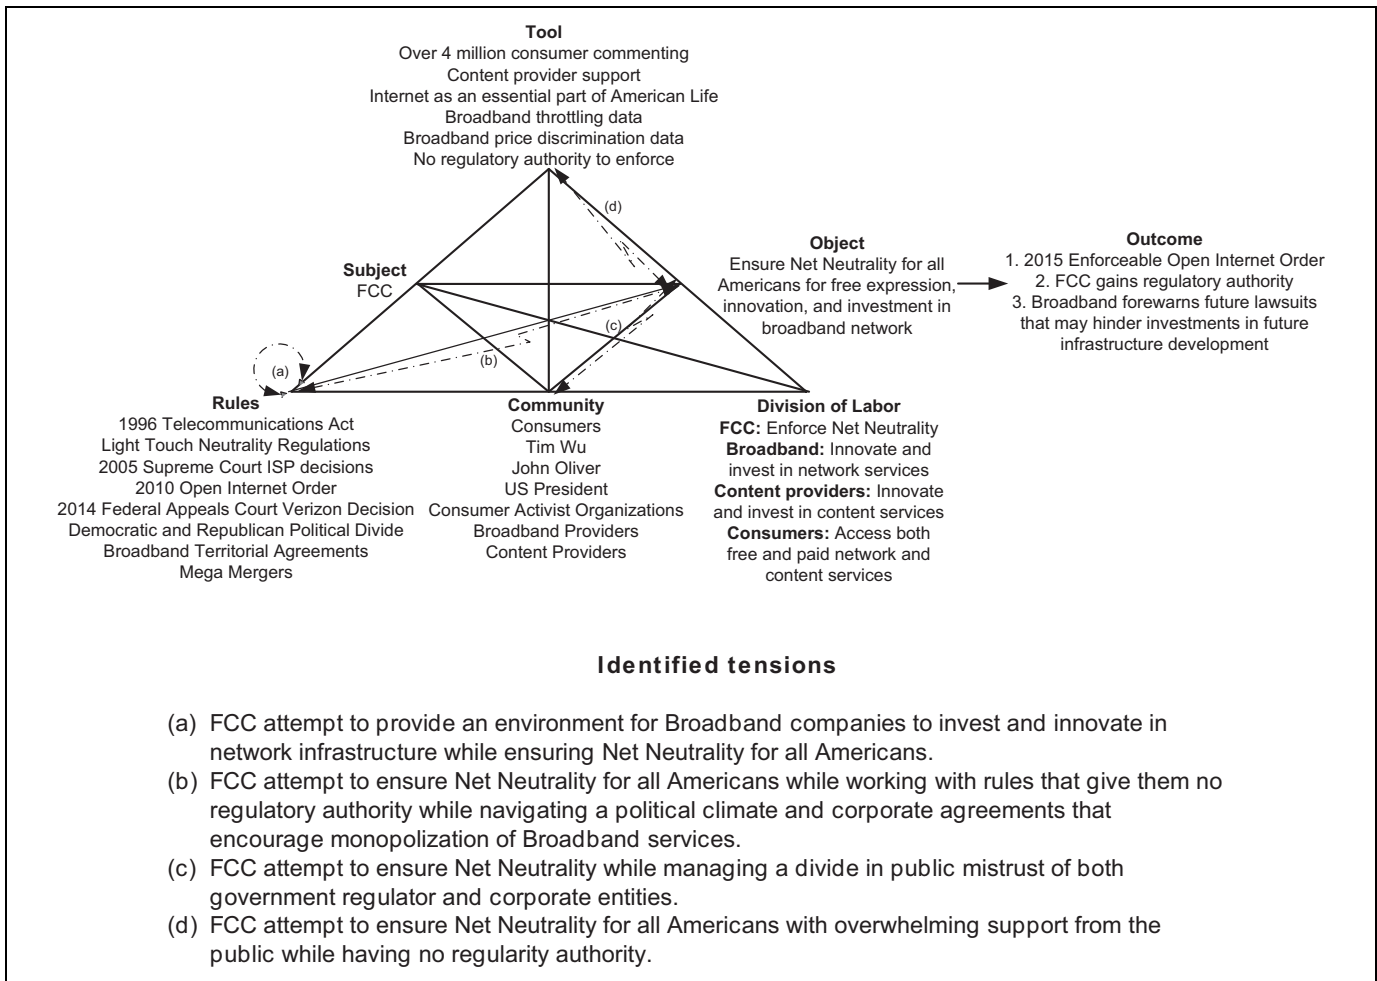 Tool
Over 4 million consumer commenting
Content provider support
Internet as an essential part of American Life
Broadband throttling data
Broadband price discrimination data
No regulatory authority to enforce
(d)
Subject
FCC
Object
Ensure Net Neutrality for all
Americans for free expression,
innovation, and investment in
broadband network
Outcome
1. 2015 Enforceable Open Internet Order
2. FCC gains regulatory authority
3. Broadband forewarns future lawsuits
that may hinder investments in future
infrastructure development
(c)
(b)
(a)
Rules
1996 Telecommunications Act
Light Touch Neutrality Regulations
2005 Supreme Court ISP decisions
2010 Open Internet Order
2014 Federal Appeals Court Verizon Decision
Democratic and Republican Political Divide
Broadband Territorial Agreements
Mega Mergers
Community
Consumers
Tim Wu
John Oliver
US President
Consumer Activist Organizations
Broadband Providers
Content Providers
Division of Labor
FCC: Enforce Net Neutrality
Broadband: Innovate and
invest in network services
Content providers: Innovate
and invest in content services
Consumers: Access both
free and paid network and
content services
Identified tensions
(a) FCC attempt to provide an environment for Broadband companies to invest and innovate in
network infrastructure while ensuring Net Neutrality for all Americans.
(b) FCC attempt to ensure Net Neutrality for all Americans while working with rules that give them no
regulatory authority while navigating a political climate and corporate agreements that
encourage monopolization of Broadband services.
(c) FCC attempt to ensure Net Neutrality while managing a divide in public mistrust of both
government regulator and corporate entities.
(d) FCC attempt to ensure Net Neutrality for all Americans with overwhelming support from the
public while having no regularity authority.